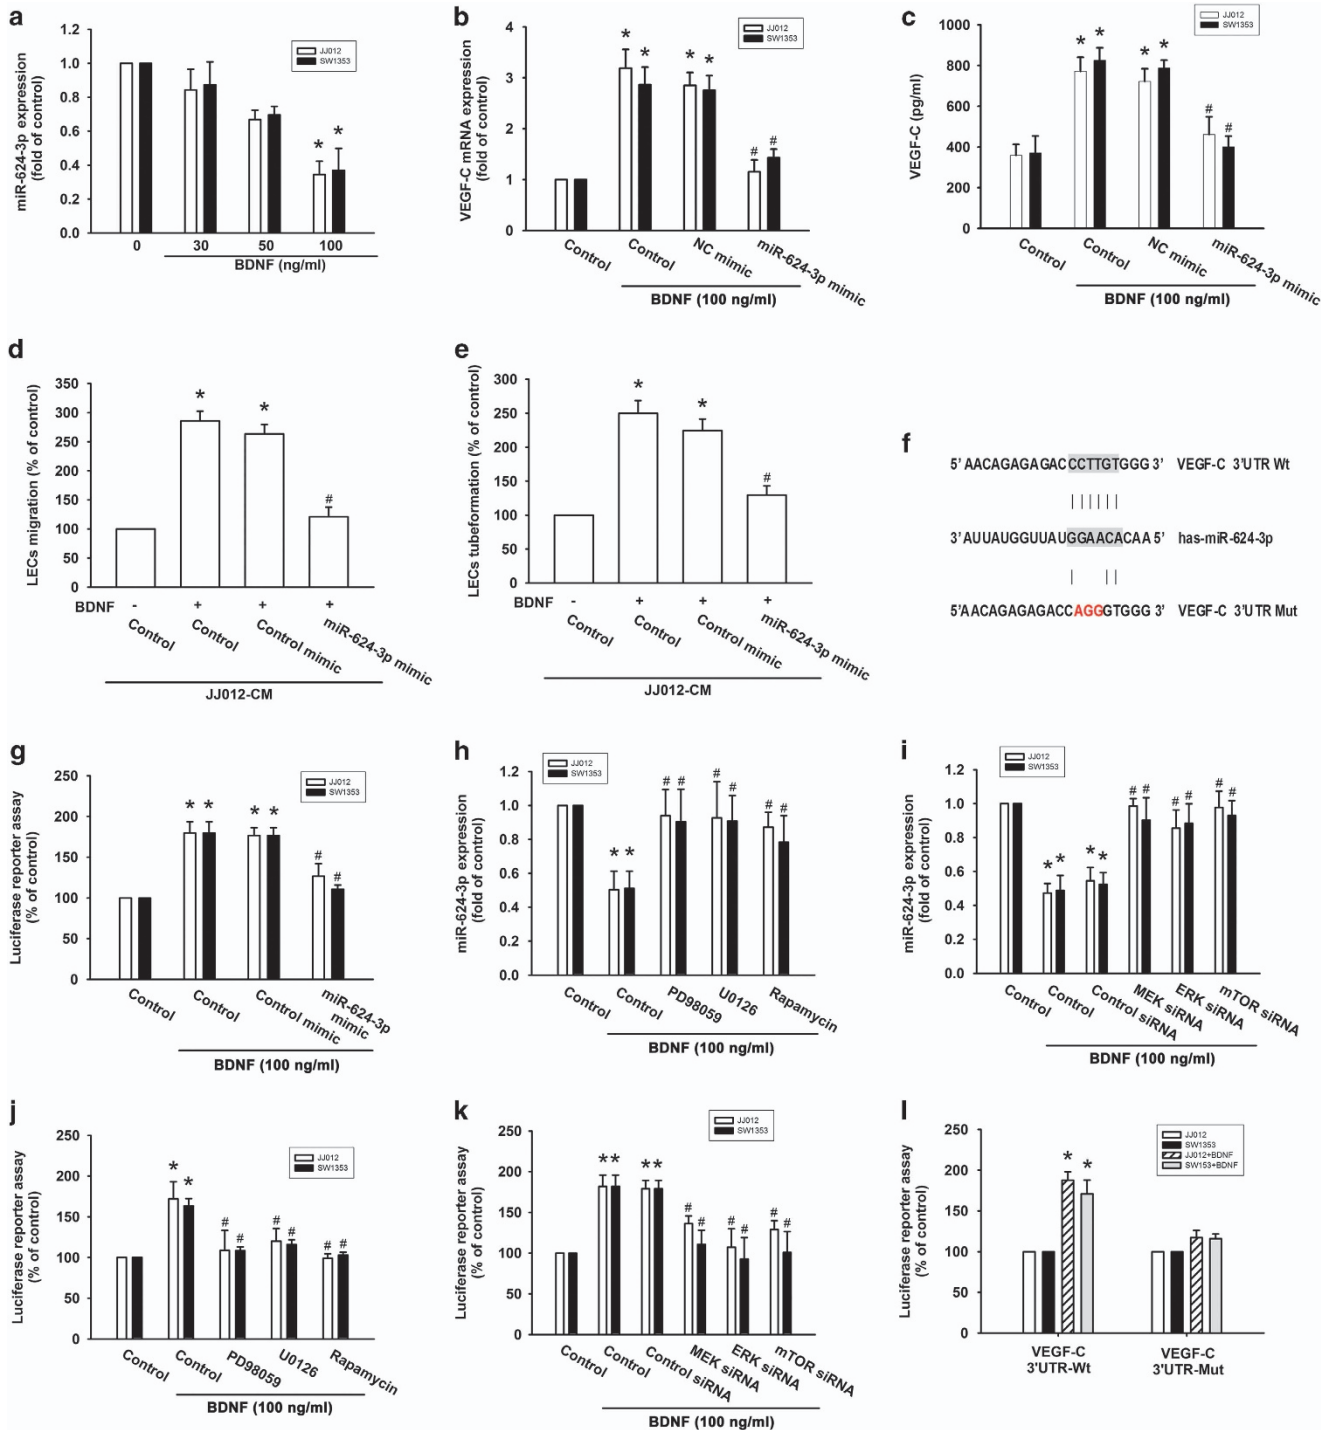 a
miR-624-3p expression
(fold of control)
1.2
1.0
0.8
0.6
0.4
0.2
0.0
JJ012
SW1353
* *
0 30 50 100
BDNF (ng/ml)
b
VEGF-C mRNA expression
(fold of control)
4
3
2
1
0
JJ012
SW1353
* * * * # #
Control Control NC mimic miR-624-3p mimic
BDNF (100 ng/ml)
c
VEGF-C
(pg/ml)
1000
800
600
400
200
0
JJ012
SW1353
* * * * # #
Control Control NC mimic miR-624-3p mimic
BDNF (100 ng/ml)
d
LECs migration (% of control)
350
300
250
200
150
100
50
0
* * #
BDNF - + + +
Control Control Control mimic miR-624-3p mimic
JJ012-CM
e
LECs tubeformation (% of control)
300
250
200
150
100
50
0
* * #
BDNF - + + +
Control Control Control mimic miR-624-3p mimic
JJ012-CM
f
5' AACAGAGAGACCCCTTGTGGG 3' VEGF-C 3'UTR Wt
| | | | | |
3' AUUAUGGUUAUGGAACACAA 5' has-miR-624-3p
| | |
5'AACAGAGAGACCCAGGGTGGG 3' VEGF-C 3'UTR Mut
g
Luciferase reporter assay
(% of control)
250
200
150
100
50
0
JJ012
SW1353
* * * * # #
Control Control Control mimic miR-624-3p
mimic
BDNF (100 ng/ml)
h
miR-624-3p expression
(fold of control)
1.2
1.0
0.8
0.6
0.4
0.2
0.0
JJ012
SW1353
* * # # # # # #
Control Control PD98059 U0126 Rapamycin
BDNF (100 ng/ml)
i
miR-624-3p expression
(fold of control)
1.2
1.0
0.8
0.6
0.4
0.2
0.0
JJ012
SW1353
* * * * # # # # # #
Control Control Control siRNA MEK siRNA ERK siRNA mTOR siRNA
BDNF (100 ng/ml)
j
Luciferase reporter assay
(% of control)
250
200
150
100
50
0
JJ012
SW1353
* * # # # # # #
Control Control PD98059 U0126 Rapamycin
BDNF (100 ng/ml)
k
Luciferase reporter assay
(% of control)
250
200
150
100
50
0
JJ012
SW1353
* * * * # # # # # #
Control Control Control siRNA MEK siRNA ERK siRNA mTOR siRNA
BDNF (100 ng/ml)
l
Luciferase reporter assay
(% of control)
250
200
150
100
50
0
JJ012
SW1353
JJ012+BDNF
SW153+BDNF
* *
VEGF-C
3'UTR-Wt
VEGF-C
3'UTR-Mut